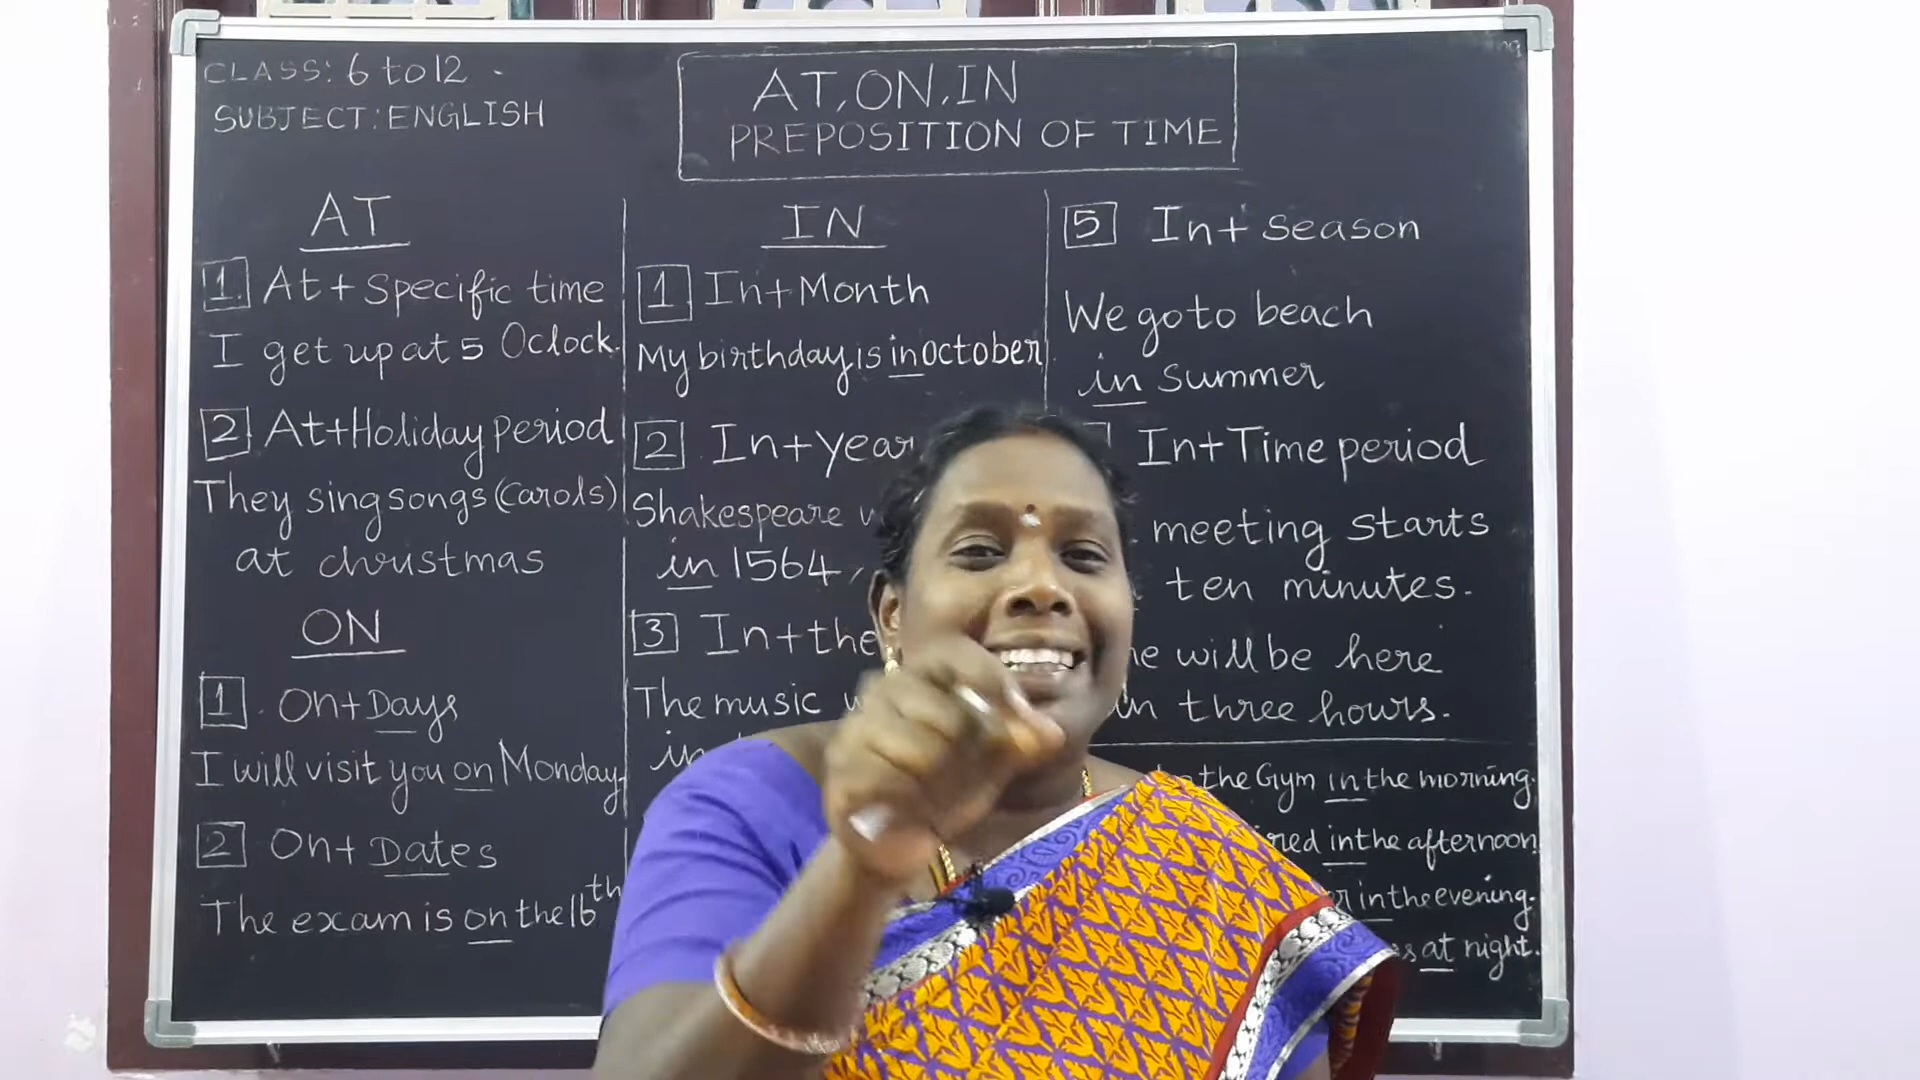 CLASS: 6 to 12
SUBJECT: ENGLISH
AT, ON, IN
PREPOSITION OF TIME
AT
1 At + Specific time
I get up at 5 Oclock.
2 At + Holiday period
They sing songs (carols)
at christmas
ON
1 On + Days
I will visit you on Monday
2 On + Dates
The exam is on the 16th
IN
1 In + Month
My birthday is in october
2 In + year
Shakespeare
in 1564,
3 In + the
The music
in
5 In + Season
We go to beach
in Summer
In + Time period
meeting starts
ten minutes.
will be here
in three hours.
the Gym in the morning.
in the afternoon
in the evening.
at night.